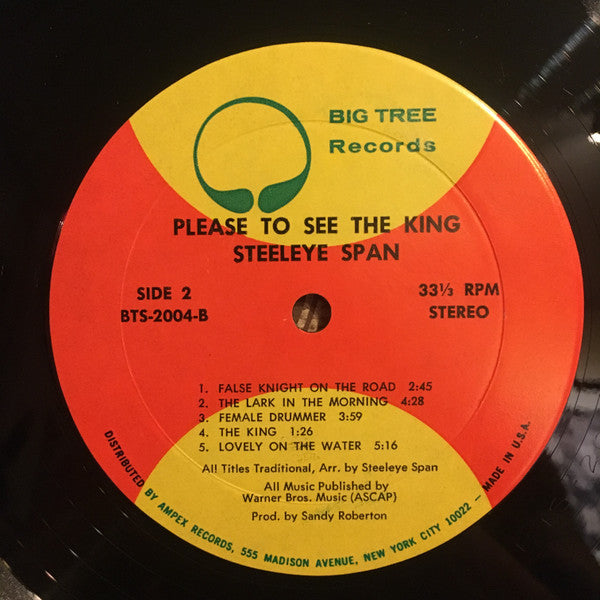 BIG TREE
Records
PLEASE TO SEE THE KING
STEELEYE SPAN
SIDE 2
BTS-2004-B
33⅓ RPM
STEREO
1. FALSE KNIGHT ON THE ROAD 2:45
2. THE LARK IN THE MORNING 4:28
3. FEMALE DRUMMER 3:59
4. THE KING 1:26
5. LOVELY ON THE WATER 5:16
All Titles Traditional, Arr. by Steeleye Span
All Music Published by
Warner Bros. Music (ASCAP)
Prod. by Sandy Roberton
DISTRIBUTED BY AMPEX RECORDS, 555 MADISON AVENUE, NEW YORK CITY 10022 - MADE IN U.S.A.